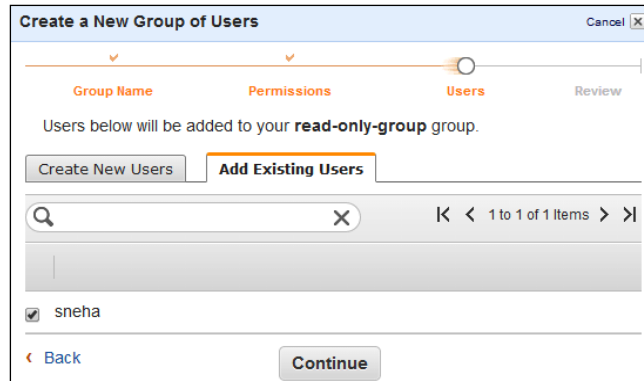 Create a New Group of Users Cancel
Group Name Permissions Users Review
Users below will be added to your read-only-group group.
Create New Users Add Existing Users
1 to 1 of 1 Items
sneha
Back Continue